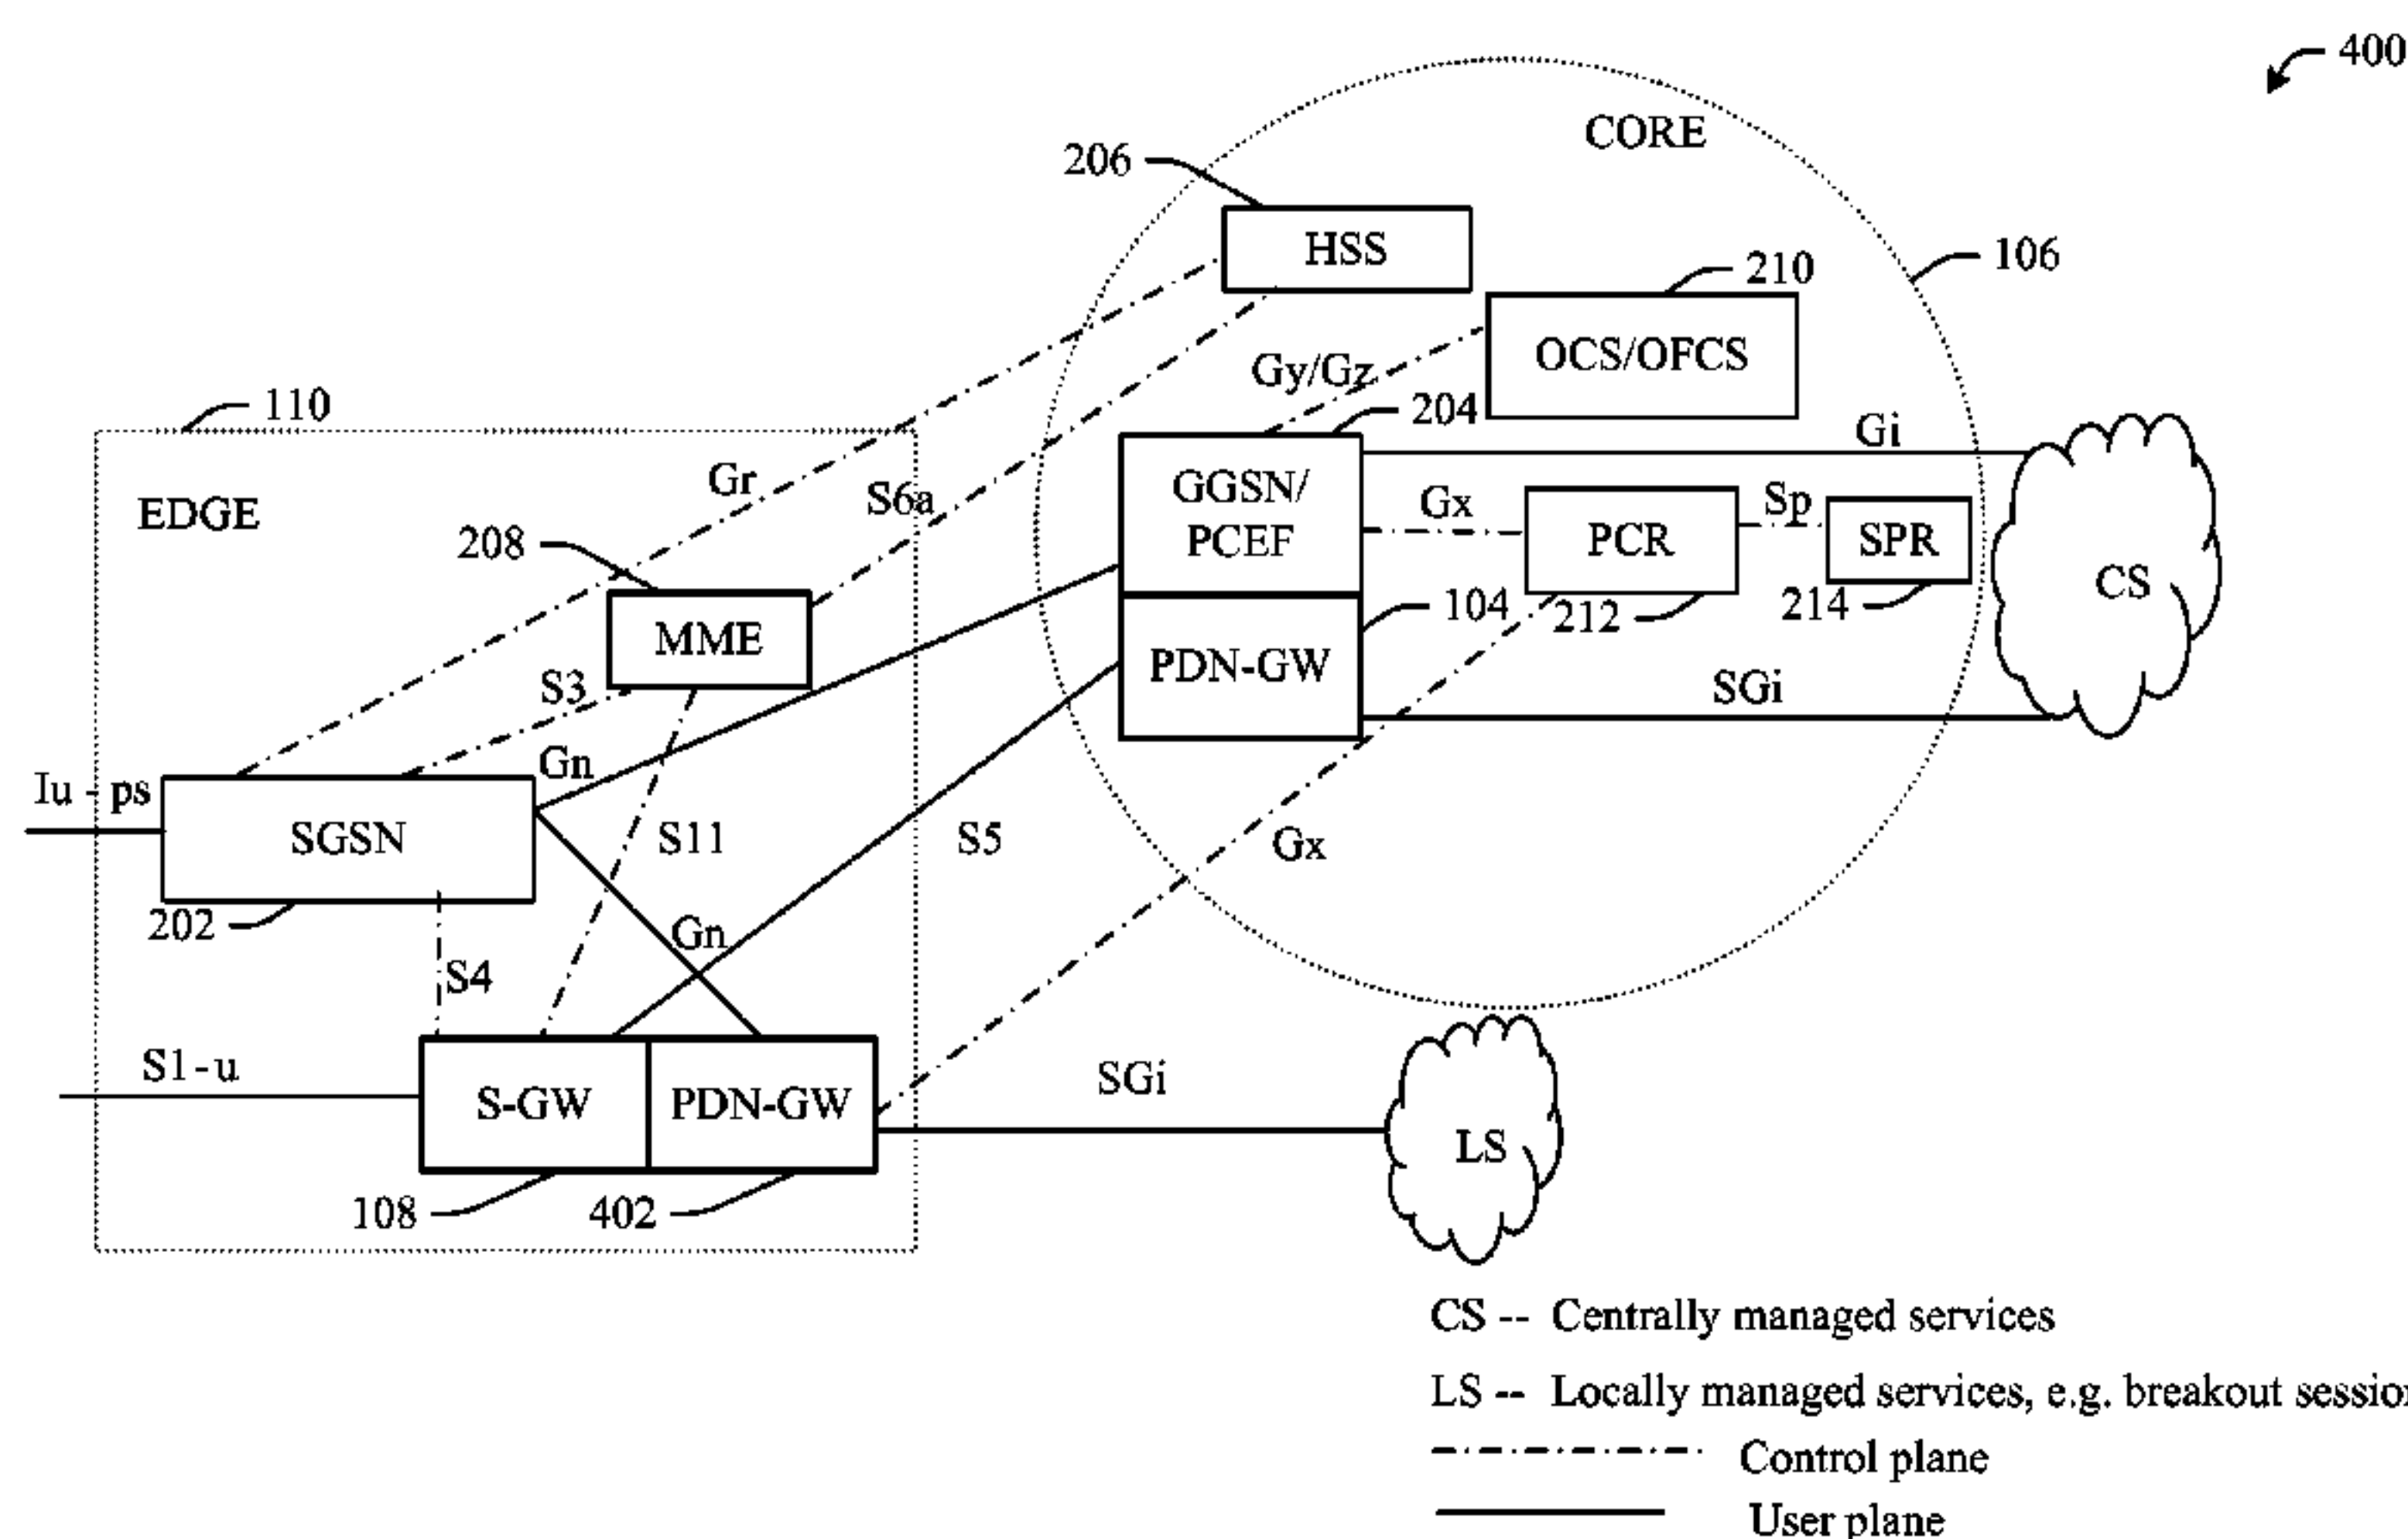 400
CORE
206
HSS
106
210
OCS/OFCS
Gy/Gz
110
204
Gi
Gr
S6a
GGSN/
PCEF
Gx
Sp
EDGE
208
PCR
SPR
CS
MME
104
212
214
PDN-GW
S3
SGi
Gn
Iu - ps
SGSN
S11
S5
Gx
202
Gn
S4
S1-u
SGi
S-GW
PDN-GW
LS
108
402
CS -- Centrally managed services
LS -- Locally managed services, e.g. breakout session
Control plane
User plane